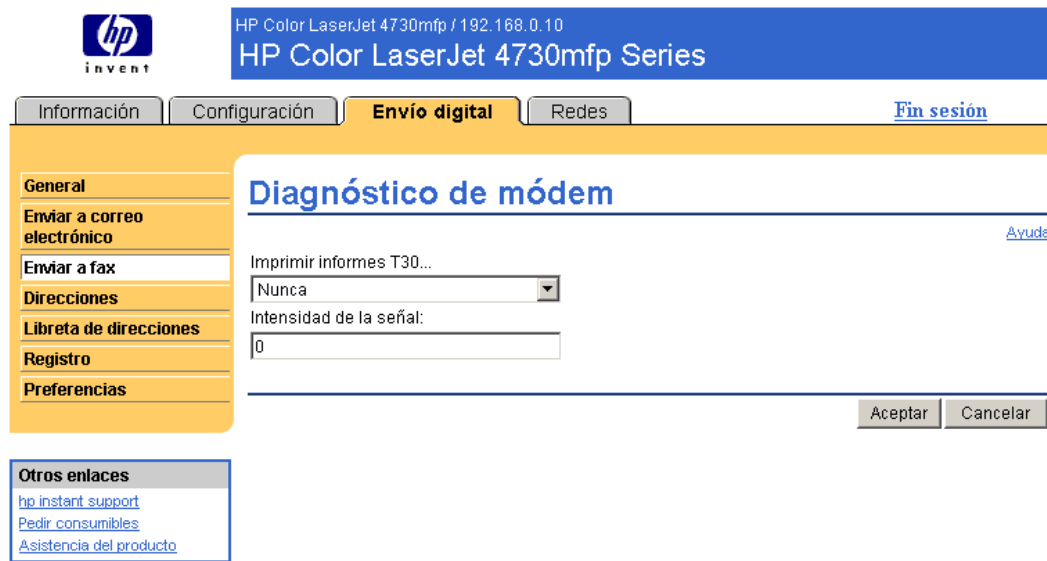 hp
invent
HP Color LaserJet 4730mfp / 192.168.0.10
HP Color LaserJet 4730mfp Series
Información
Configuración
Envío digital
Redes
Fin sesión
General
Enviar a correo
electrónico
Enviar a fax
Direcciones
Libreta de direcciones
Registro
Preferencias
Diagnóstico de módem
Ayuda
Imprimir informes T30...
Nunca
Intensidad de la señal:
0
Aceptar
Cancelar
Otros enlaces
hp instant support
Pedir consumibles
Asistencia del producto